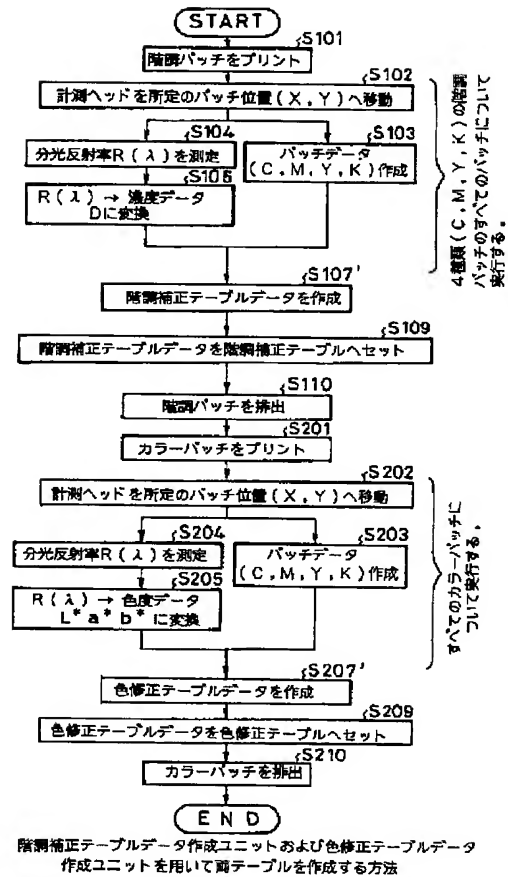 START
S101
階調パッチをプリント
S102
計測ヘッドを所定のパッチ位置(X,Y)へ移動
S104
分光反射率R(λ)を測定
S103
パッチデータ
(C,M,Y,K)作成
S106
R(λ)→濃度データ
Dに変換
4種類(C,M,Y,K)の階調
パッチのすべてのパッチについて
実行する。
S107'
階調補正テーブルデータを作成
S109
階調補正テーブルデータを階調補正テーブルへセット
S110
階調パッチを排出
S201
カラーパッチをプリント
S202
計測ヘッドを所定のパッチ位置(X,Y)へ移動
S204
分光反射率R(λ)を測定
S203
パッチデータ
(C,M,Y,K)作成
S205
R(λ)→色度データ
L* a* b* に変換
すべてのカラーパッチに
ついて実行する。
S207'
色修正テーブルデータを作成
S209
色修正テーブルデータを色修正テーブルへセット
S210
カラーパッチを排出
END
階調補正テーブルデータ作成ユニットおよび色修正テーブルデータ
作成ユニットを用いて両テーブルを作成する方法